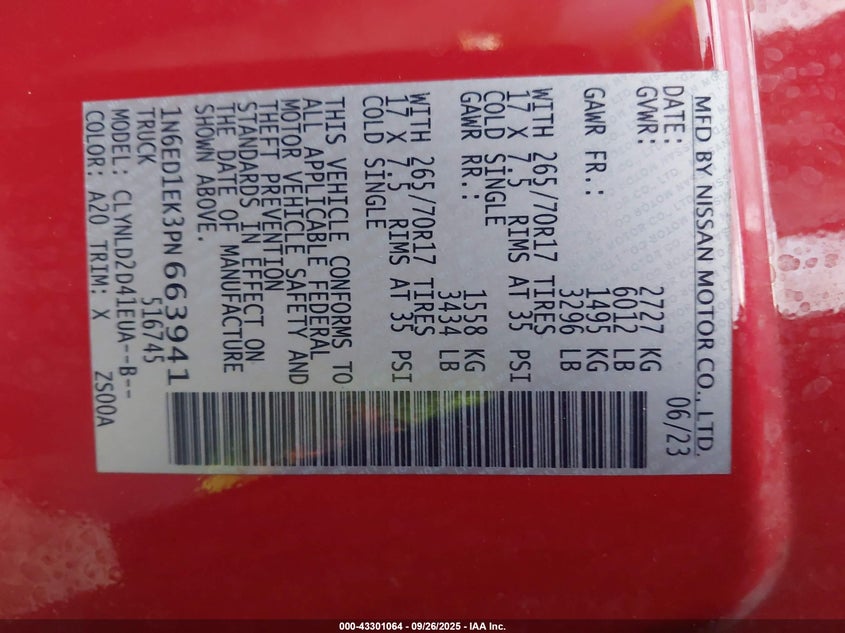 MFD BY NISSAN MOTOR CO., LTD.
DATE: 06/23
GVWR: 2727 KG
6012 LB
GAWR FR.: 1495 KG
3296 LB
WITH 265/70R17 TIRES
17 X 7.5 RIMS AT 35 PSI
COLD SINGLE
GAWR RR.: 1558 KG
3434 LB
WITH 265/70R17 TIRES
17 X 7.5 RIMS AT 35 PSI
COLD SINGLE
THIS VEHICLE CONFORMS TO
ALL APPLICABLE FEDERAL
MOTOR VEHICLE SAFETY AND
THEFT PREVENTION
STANDARDS IN EFFECT ON
THE DATE OF MANUFACTURE
SHOWN ABOVE.
1N6ED1EK3PN663941
TRUCK 516745
MODEL: CLYNLD2D41EUA--B--
COLOR: A20 TRIM: X ZS00A
000-43301064 - 09/26/2025 - IAA Inc.